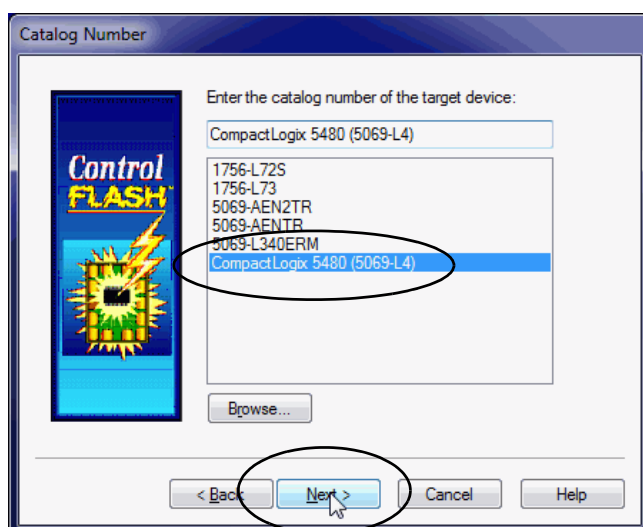 Catalog Number
Enter the catalog number of the target device:
CompactLogix 5480 (5069-L4)
Control
FLASH
1756-L72S
1756-L73
5069-AEN2TR
5069-AENTR
5069-L340ERM
CompactLogix 5480 (5069-L4)
Browse...
< Back
Next >
Cancel
Help